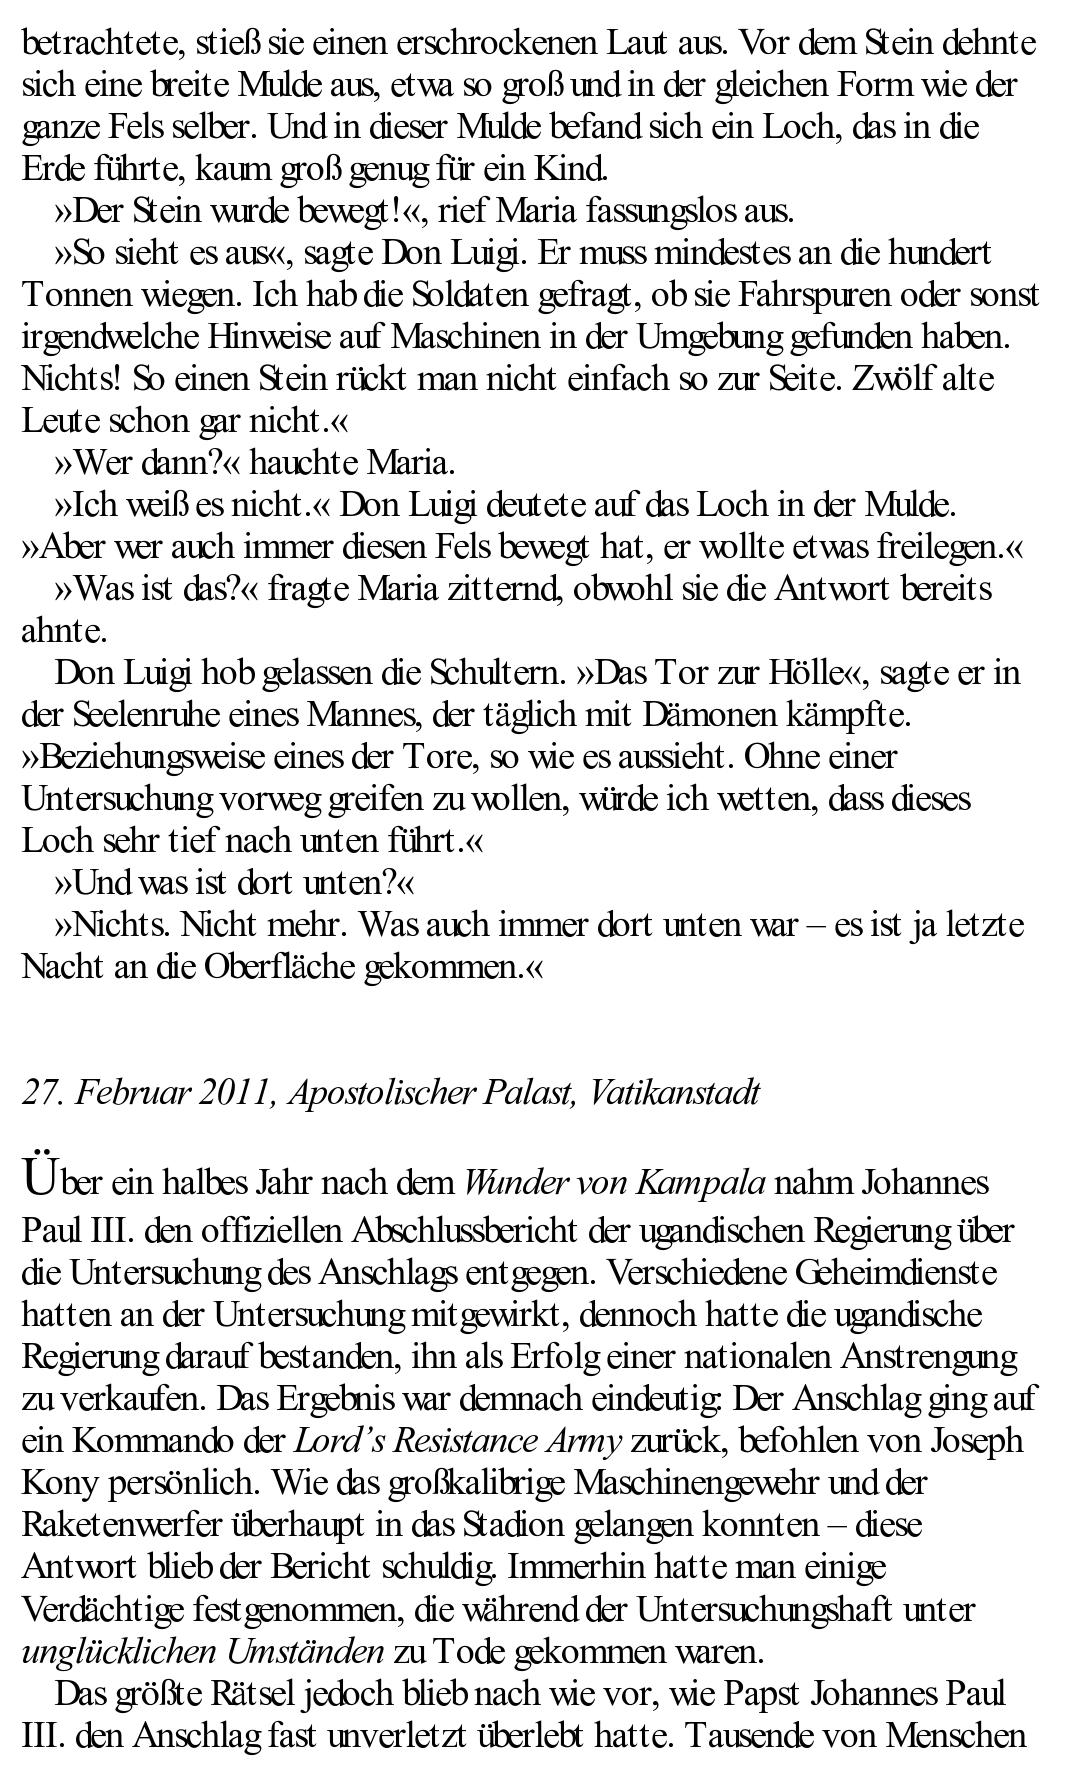 betrachtete, stieß sie einen erschrockenen Laut aus. Vor dem Stein dehnte
sich eine breite Mulde aus, etwa so groß und in der gleichen Form wie der
ganze Fels selber. Und in dieser Mulde befand sich ein Loch, das in die
Erde führte, kaum groß genug für ein Kind.
»Der Stein wurde bewegt!«, rief Maria fassungslos aus.
»So sieht es aus«, sagte Don Luigi. Er muss mindestes an die hundert
Tonnen wiegen. Ich hab die Soldaten gefragt, ob sie Fahrspuren oder sonst
irgendwelche Hinweise auf Maschinen in der Umgebung gefunden haben.
Nichts! So einen Stein rückt man nicht einfach so zur Seite. Zwölf alte
Leute schon gar nicht.«
»Wer dann?« hauchte Maria.
»Ich weiß es nicht.« Don Luigi deutete auf das Loch in der Mulde.
»Aber wer auch immer diesen Fels bewegt hat, er wollte etwas freilegen.«
»Was ist das?« fragte Maria zitternd, obwohl sie die Antwort bereits
ahnte.
Don Luigi hob gelassen die Schultern. »Das Tor zur Hölle«, sagte er in
der Seelenruhe eines Mannes, der täglich mit Dämonen kämpfte.
»Beziehungsweise eines der Tore, so wie es aussieht. Ohne einer
Untersuchung vorweg greifen zu wollen, würde ich wetten, dass dieses
Loch sehr tief nach unten führt.«
»Und was ist dort unten?«
»Nichts. Nicht mehr. Was auch immer dort unten war – es ist ja letzte
Nacht an die Oberfläche gekommen.«
27. Februar 2011, Apostolischer Palast, Vatikanstadt
Über ein halbes Jahr nach dem Wunder von Kampala nahm Johannes
Paul III. den offiziellen Abschlussbericht der ugandischen Regierung über
die Untersuchung des Anschlags entgegen. Verschiedene Geheimdienste
hatten an der Untersuchung mitgewirkt, dennoch hatte die ugandische
Regierung darauf bestanden, ihn als Erfolg einer nationalen Anstrengung
zu verkaufen. Das Ergebnis war demnach eindeutig: Der Anschlag ging auf
ein Kommando der Lord’s Resistance Army zurück, befohlen von Joseph
Kony persönlich. Wie das großkalibrige Maschinengewehr und der
Raketenwerfer überhaupt in das Stadion gelangen konnten – diese
Antwort blieb der Bericht schuldig. Immerhin hatte man einige
Verdächtige festgenommen, die während der Untersuchungshaft unter
unglücklichen Umständen zu Tode gekommen waren.
Das größte Rätsel jedoch blieb nach wie vor, wie Papst Johannes Paul
III. den Anschlag fast unverletzt überlebt hatte. Tausende von Menschen